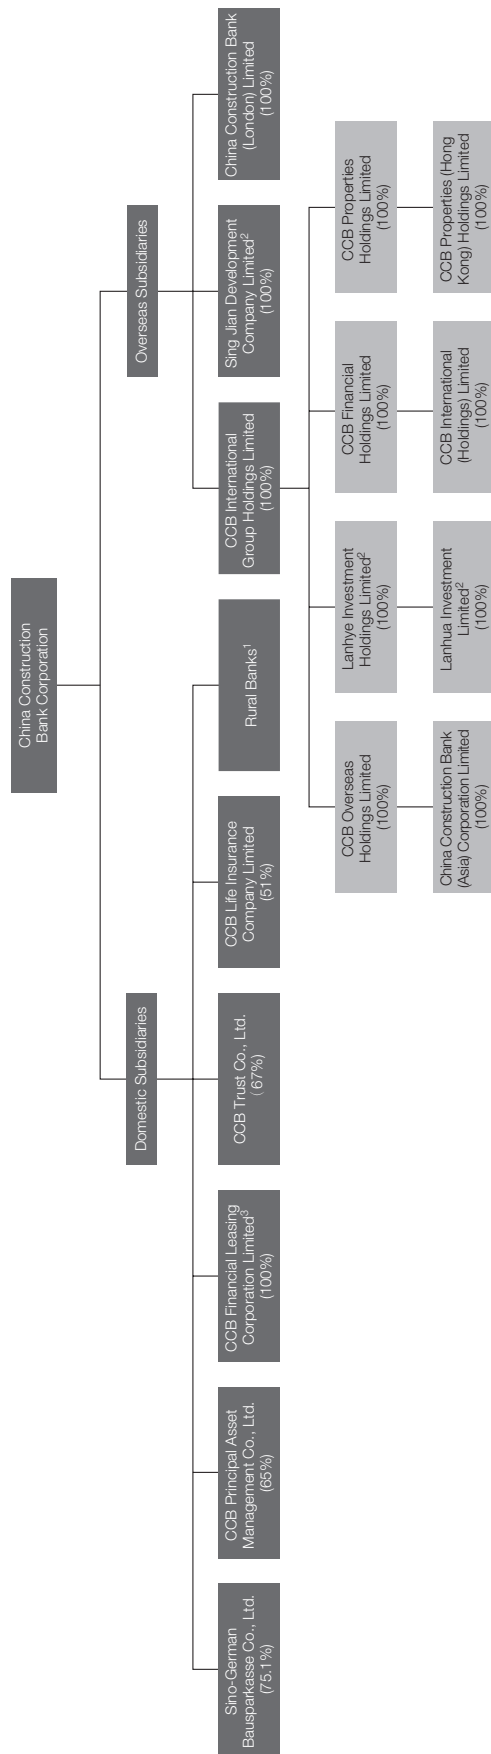 China Construction
Bank Corporation
Domestic Subsidiaries
Overseas Subsidiaries
Sino-German
Bausparkasse Co., Ltd.
(75.1%)
CCB Principal Asset
Management Co., Ltd.
(65%)
CCB Financial Leasing
Corporation Limited³
(100%)
CCB Trust Co., Ltd.
(67%)
CCB Life Insurance
Company Limited
(51%)
Rural Banks¹
CCB International
Group Holdings Limited
(100%)
Sing Jian Development
Company Limited²
(100%)
China Construction Bank
(London) Limited
(100%)
CCB Overseas
Holdings Limited
(100%)
Lanhye Investment
Holdings Limited²
(100%)
CCB Financial
Holdings Limited
(100%)
CCB Properties
Holdings Limited
(100%)
China Construction Bank
(Asia) Corporation Limited
(100%)
Lanhua Investment
Limited²
(100%)
CCB International
(Holdings) Limited
(100%)
CCB Properties (Hong
Kong) Holdings Limited
(100%)